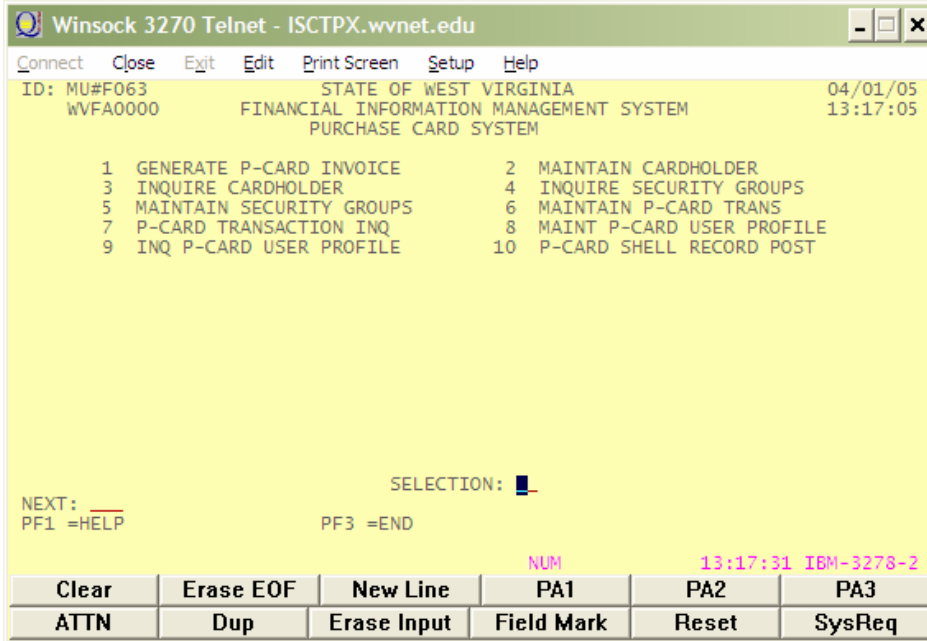 Winsock 3270 Telnet - ISCTPX.wvnet.edu
Connect Close Exit Edit Print Screen Setup Help
ID: MU#F063 STATE OF WEST VIRGINIA 04/01/05
WVFA0000 FINANCIAL INFORMATION MANAGEMENT SYSTEM 13:17:05
PURCHASE CARD SYSTEM
1 GENERATE P-CARD INVOICE 2 MAINTAIN CARDHOLDER
3 INQUIRE CARDHOLDER 4 INQUIRE SECURITY GROUPS
5 MAINTAIN SECURITY GROUPS 6 MAINTAIN P-CARD TRANS
7 P-CARD TRANSACTION INQ 8 MAINT P-CARD USER PROFILE
9 INQ P-CARD USER PROFILE 10 P-CARD SHELL RECORD POST
SELECTION: _
NEXT: ___
PF1 =HELP PF3 =END
NUM 13:17:31 IBM-3278-2
Clear Erase EOF New Line PA1 PA2 PA3
ATTN Dup Erase Input Field Mark Reset SysReq